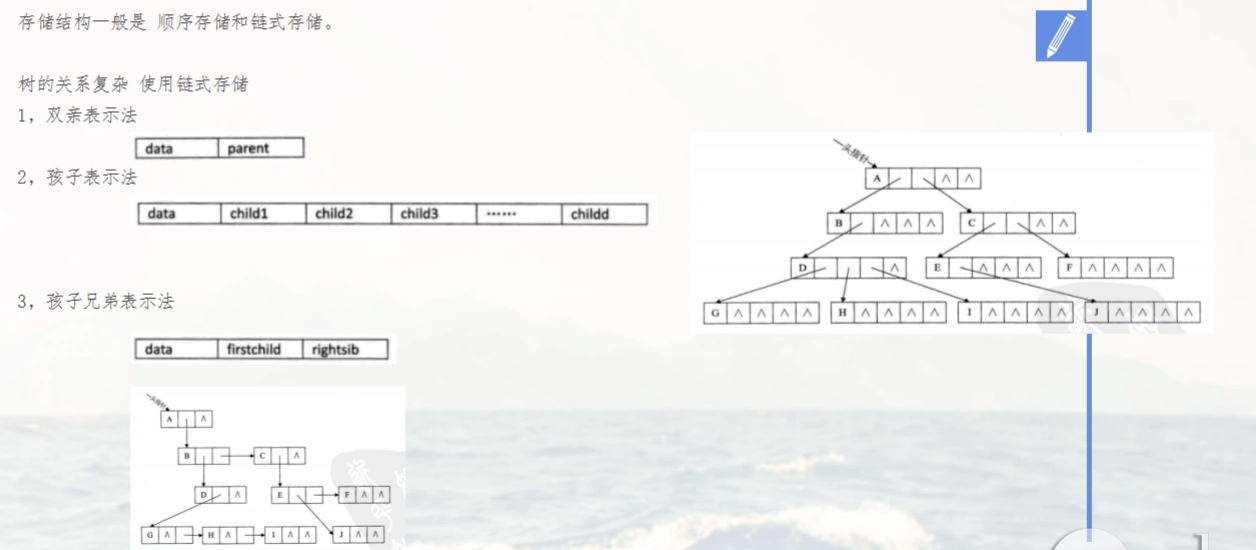 存储结构一般是 顺序存储和链式存储。
树的关系复杂 使用链式存储
1，双亲表示法
data parent
2，孩子表示法
data child1 child2 child3 ...... childd
头指针
A ∧ ∧
B ∧ ∧ ∧ C ∧ ∧
D ∧ E ∧ ∧ ∧ F ∧ ∧ ∧ ∧
G ∧ ∧ ∧ ∧ H ∧ ∧ ∧ ∧ I ∧ ∧ ∧ ∧ J ∧ ∧ ∧ ∧
3，孩子兄弟表示法
data firstchild rightsib
头指针
A ∧
B C ∧
D ∧ E F ∧ ∧
G ∧ H ∧ I ∧ ∧ J ∧ ∧